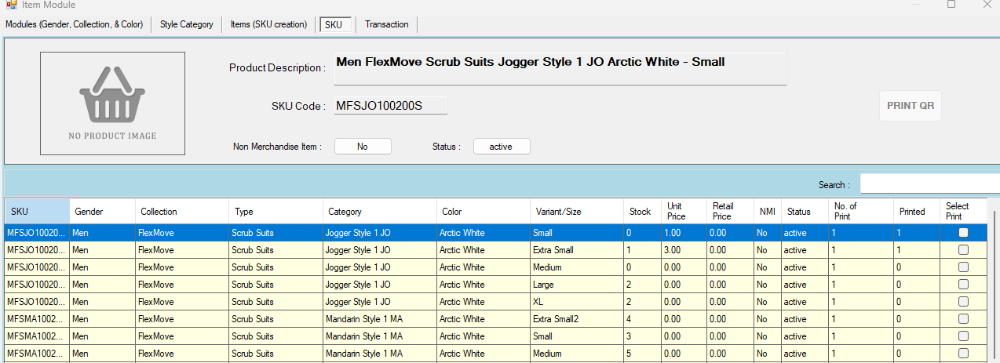 Item Module
Modules (Gender, Collection, & Color) Style Category Items (SKU creation) SKU Transaction
NO PRODUCT IMAGE
Product Description : Men FlexMove Scrub Suits Jogger Style 1 JO Arctic White - Small
SKU Code : MFSJO100200S
PRINT QR
Non Merchandise Item : No Status : active
Search :
SKU Gender Collection Type Category Color Variant/Size Stock Unit Price Retail Price NMI Status No. of Print Printed Select Print
MFSJO10020... Men FlexMove Scrub Suits Jogger Style 1 JO Arctic White Small 0 1.00 0.00 No active 1 1
MFSJO10020... Men FlexMove Scrub Suits Jogger Style 1 JO Arctic White Extra Small 1 3.00 0.00 No active 1 1
MFSJO10020... Men FlexMove Scrub Suits Jogger Style 1 JO Arctic White Medium 0 0.00 0.00 No active 1 0
MFSJO10020... Men FlexMove Scrub Suits Jogger Style 1 JO Arctic White Large 2 0.00 0.00 No active 1 0
MFSJO10020... Men FlexMove Scrub Suits Jogger Style 1 JO Arctic White XL 2 0.00 0.00 No active 1 0
MFSMA1002... Men FlexMove Scrub Suits Mandarin Style 1 MA Arctic White Extra Small2 4 0.00 0.00 No active 1 0
MFSMA1002... Men FlexMove Scrub Suits Mandarin Style 1 MA Arctic White Small 3 0.00 0.00 No active 1 0
MFSMA1002... Men FlexMove Scrub Suits Mandarin Style 1 MA Arctic White Medium 5 0.00 0.00 No active 1 0